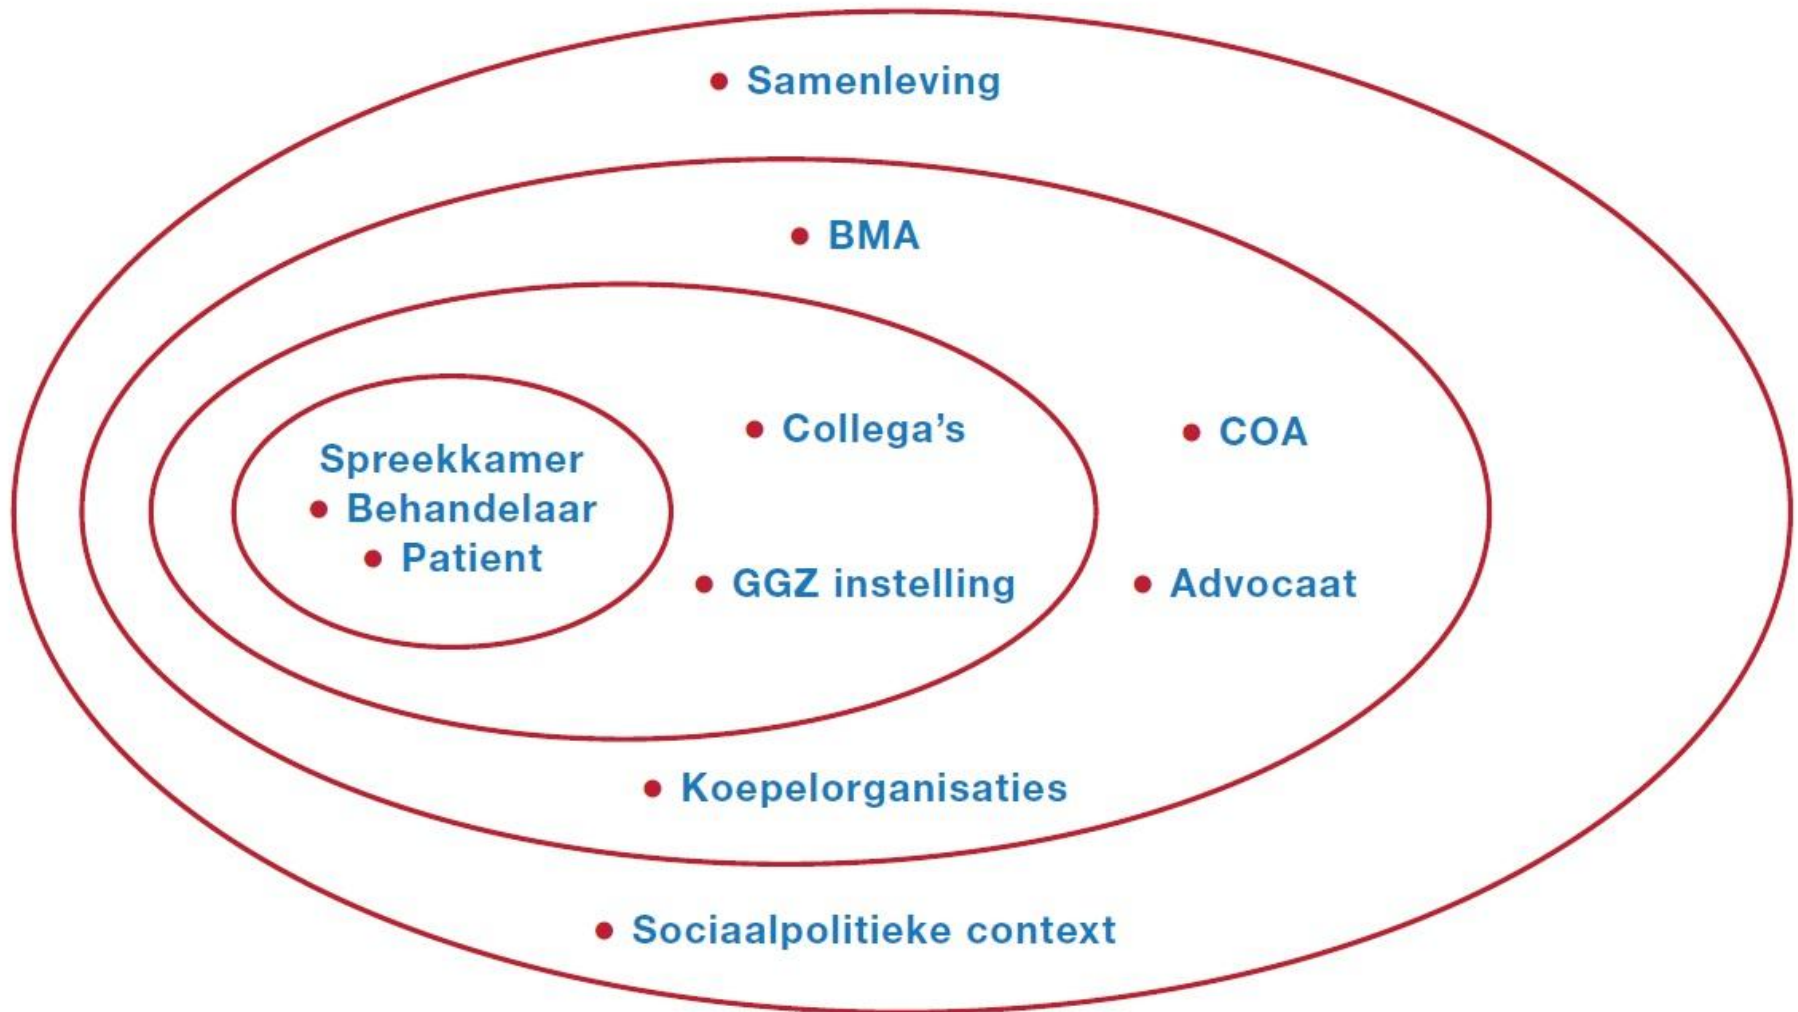 • Samenleving
• BMA
• Collega’s
• COA
Spreekkamer
• Behandelaar
• Patient
• GGZ instelling
• Advocaat
• Koepelorganisaties
• Sociaalpolitieke context